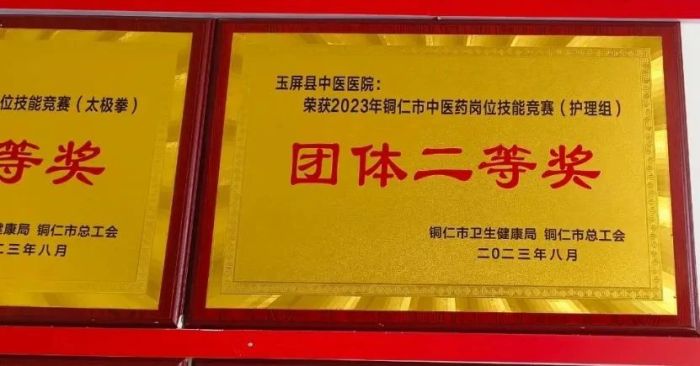 位技能竞赛（太极拳）
等奖
健康局 铜仁市总工会
二三年八月
玉屏县中医医院：
荣获2023年铜仁市中医药岗位技能竞赛（护理组）
团体二等奖
铜仁市卫生健康局 铜仁市总工会
二0二三年八月